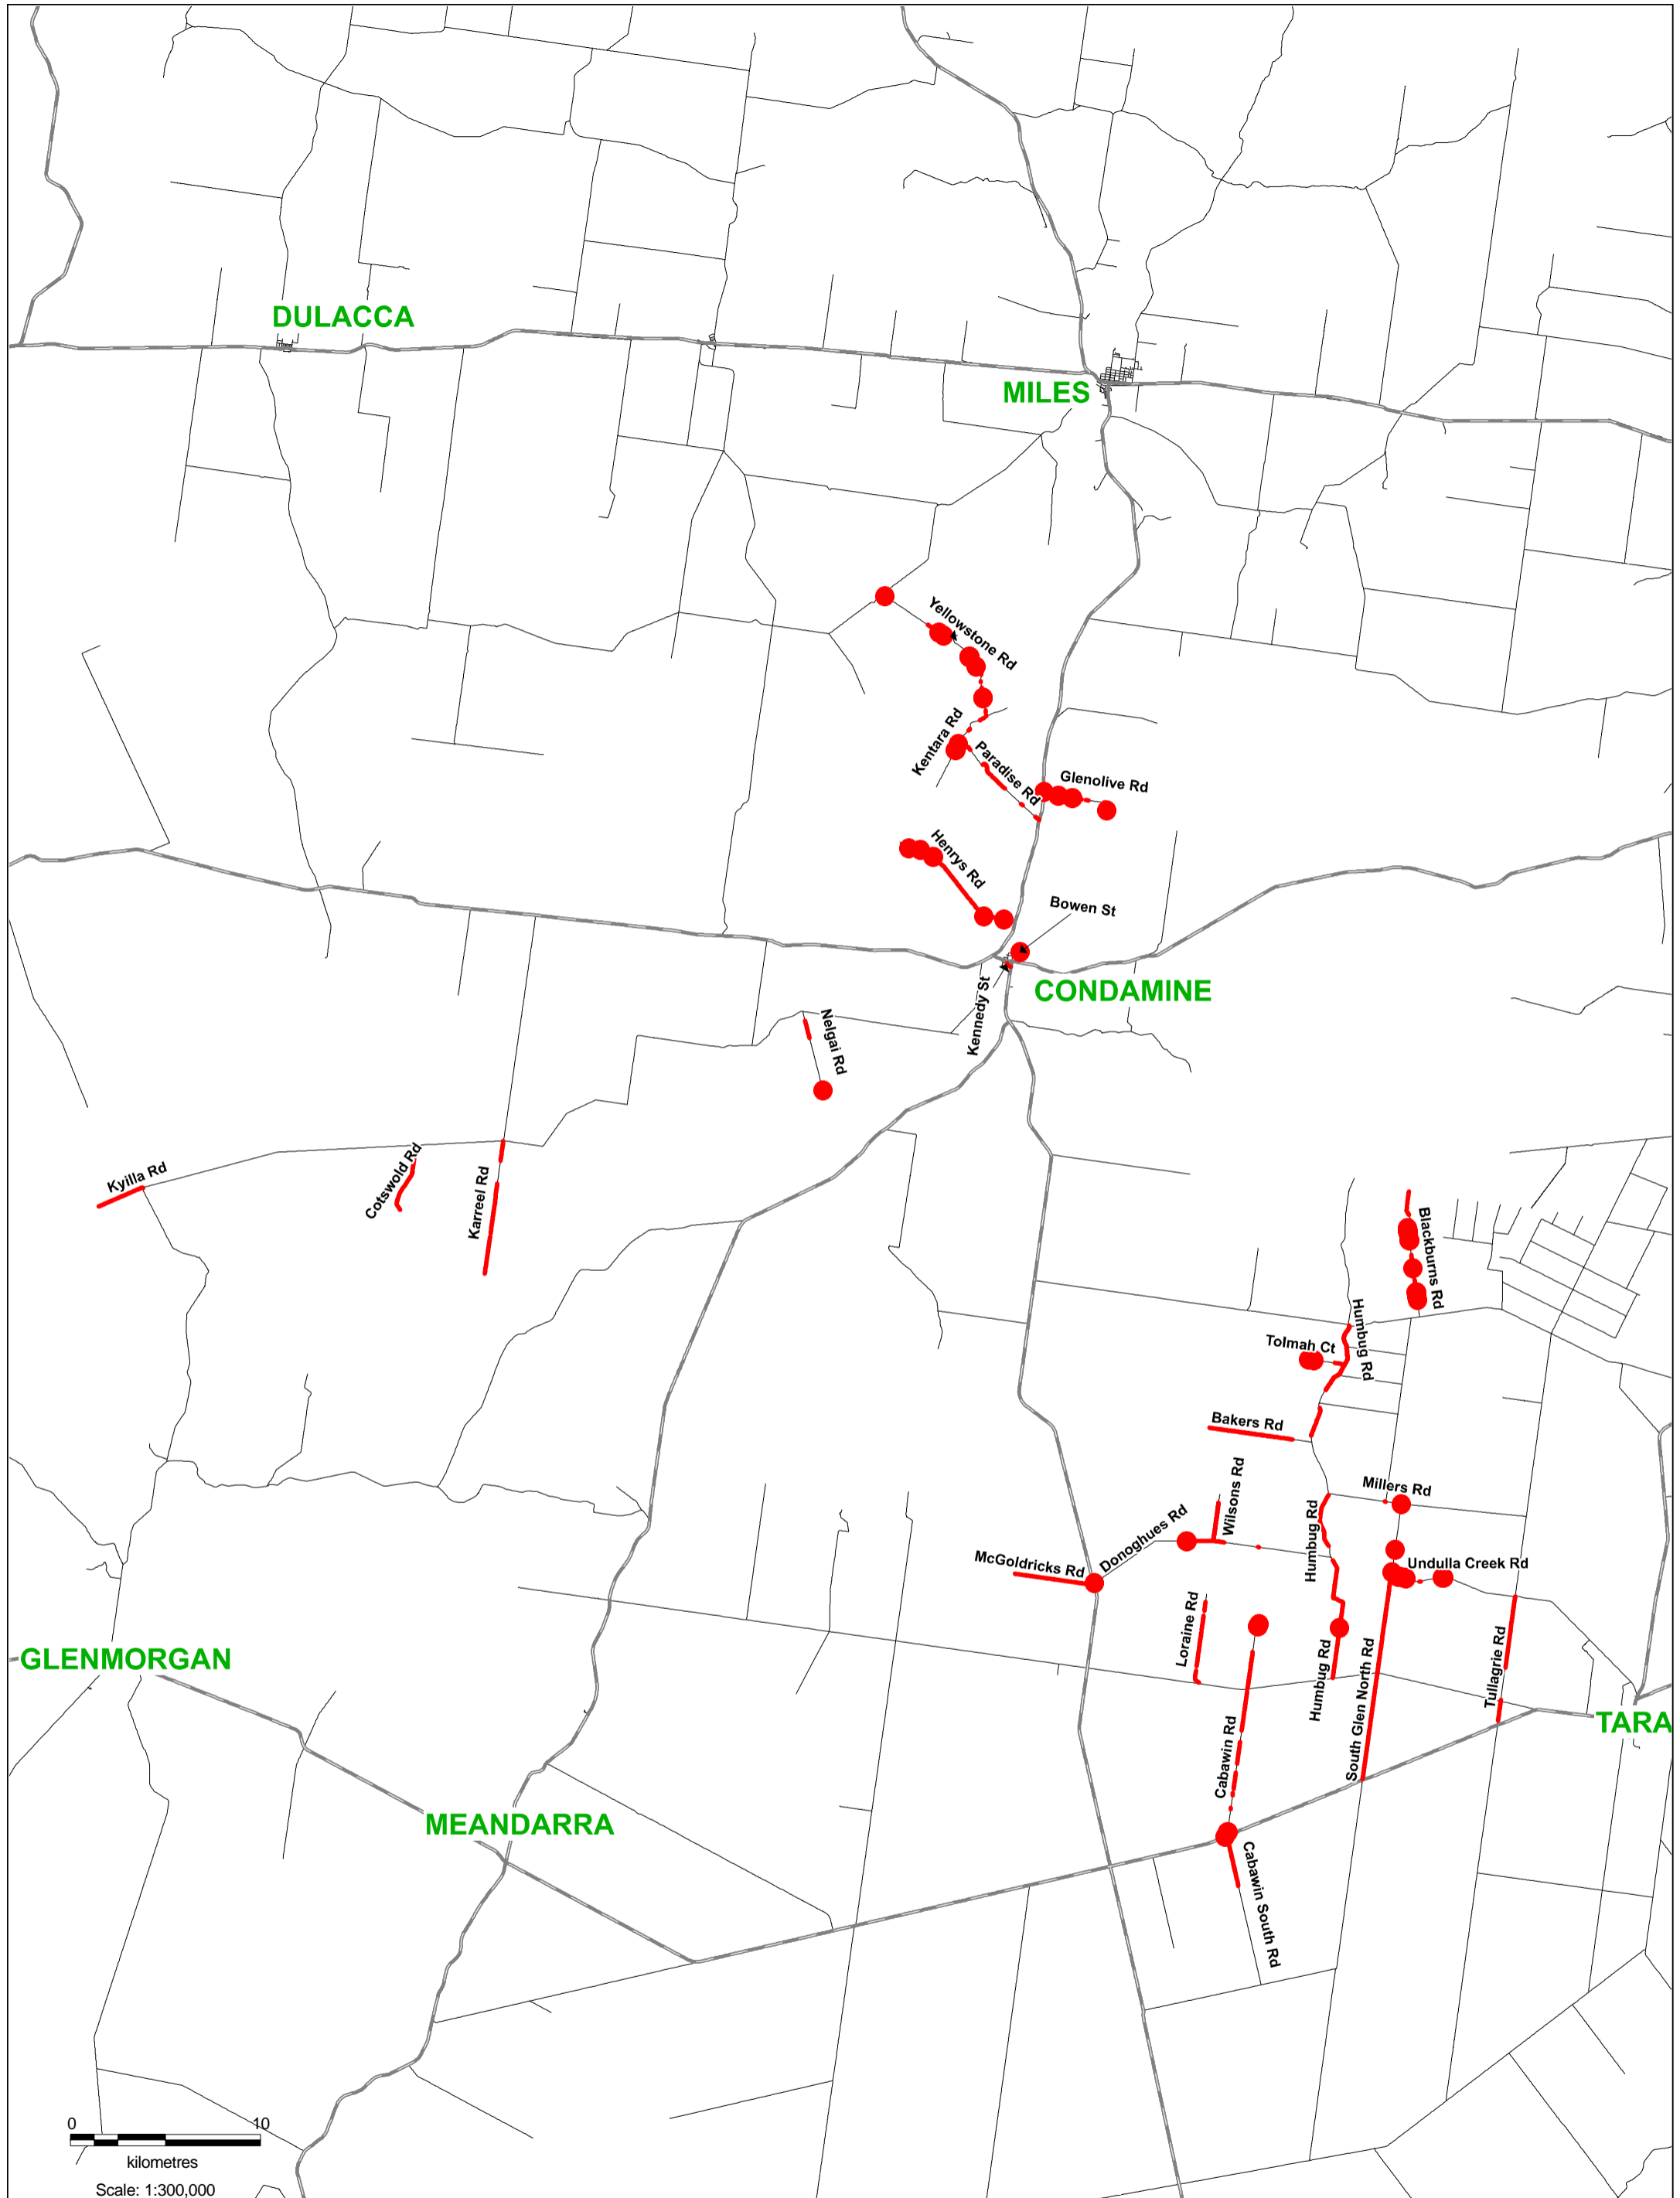 DULACCA
MILES
Yellowstone Rd
Kentara Rd
Paradise Rd
Glenolive Rd
Henrys Rd
Bowen St
CONDAMINE
Kennedy St
Nelgai Rd
Kyilla Rd
Cotswold Rd
Karreel Rd
Blackburns Rd
Humbug Rd
Tolmah Ct
Bakers Rd
Millers Rd
Wilsons Rd
Humbug Rd
Donoghues Rd
McGoldricks Rd
Undulla Creek Rd
Loraine Rd
Humbug Rd
South Glen North Rd
Tullagrie Rd
GLENMORGAN
TARA
Cabawin Rd
MEANDARRA
Cabawin South Rd
0 10
kilometres
Scale: 1:300,000